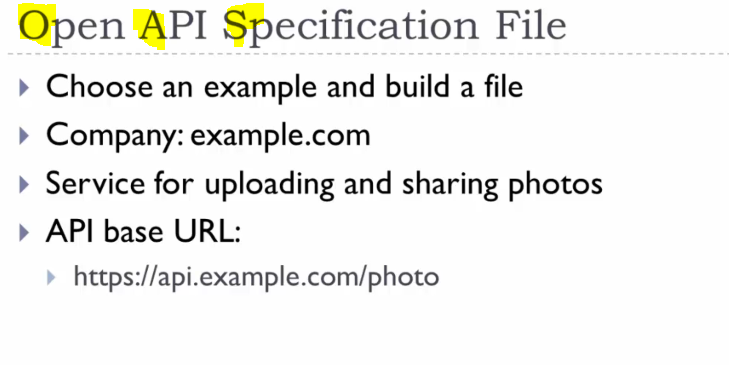 Open API Specification File
Choose an example and build a file
Company: example.com
Service for uploading and sharing photos
API base URL:
https://api.example.com/photo